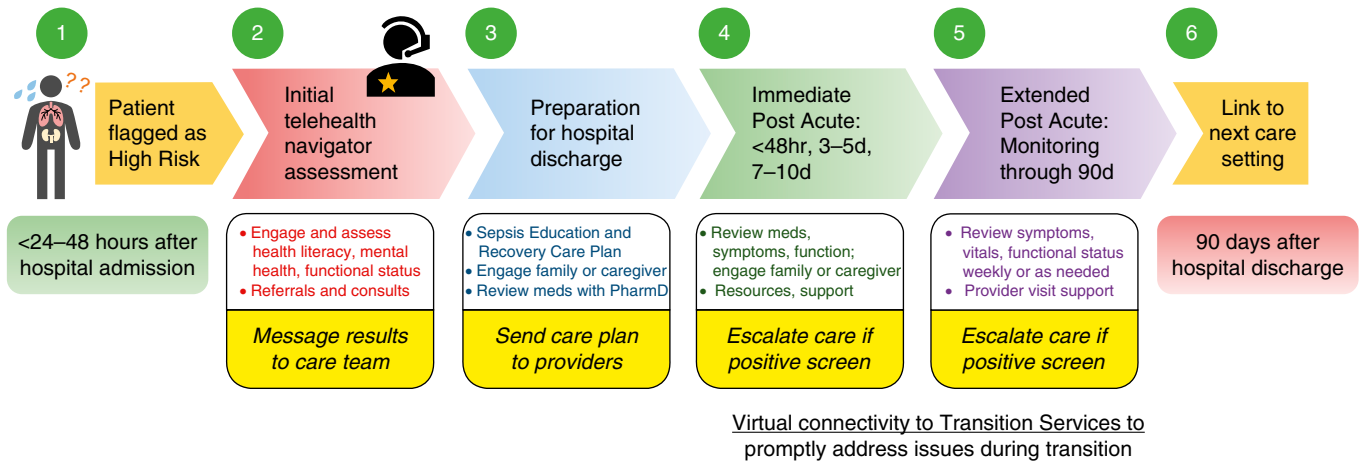 1
2
3
4
5
6
? ?
Patient
flagged as
High Risk
Initial
telehealth
navigator
assessment
Preparation
for hospital
discharge
Immediate
Post Acute:
<48hr, 3–5d,
7–10d
Extended
Post Acute:
Monitoring
through 90d
Link to
next care
setting
<24–48 hours after
hospital admission
• Engage and assess
health literacy, mental
health, functional status
• Referrals and consults
Message results
to care team
• Sepsis Education and
Recovery Care Plan
• Engage family or caregiver
• Review meds with PharmD
Send care plan
to providers
• Review meds,
symptoms, function;
engage family or caregiver
• Resources, support
Escalate care if
positive screen
• Review symptoms,
vitals, functional status
weekly or as needed
• Provider visit support
Escalate care if
positive screen
90 days after
hospital discharge
Virtual connectivity to Transition Services to
promptly address issues during transition